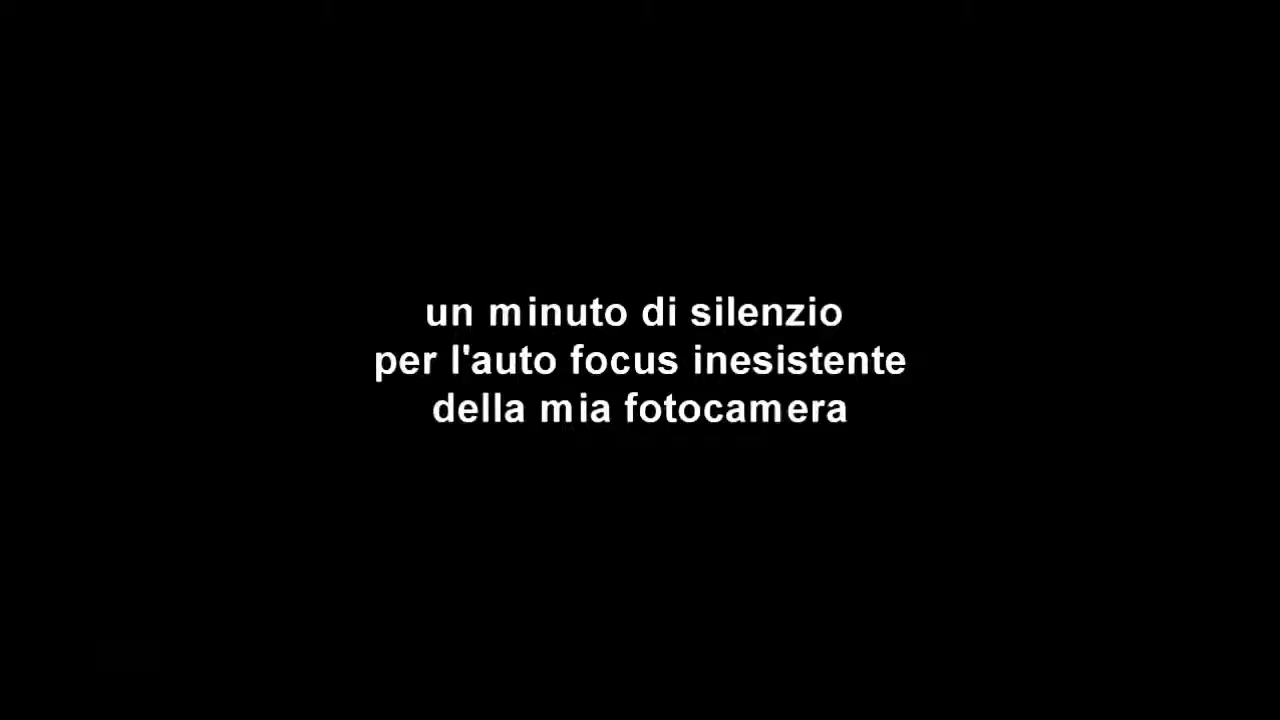 un minuto di silenzio
per l'auto focus inesistente
della mia fotocamera